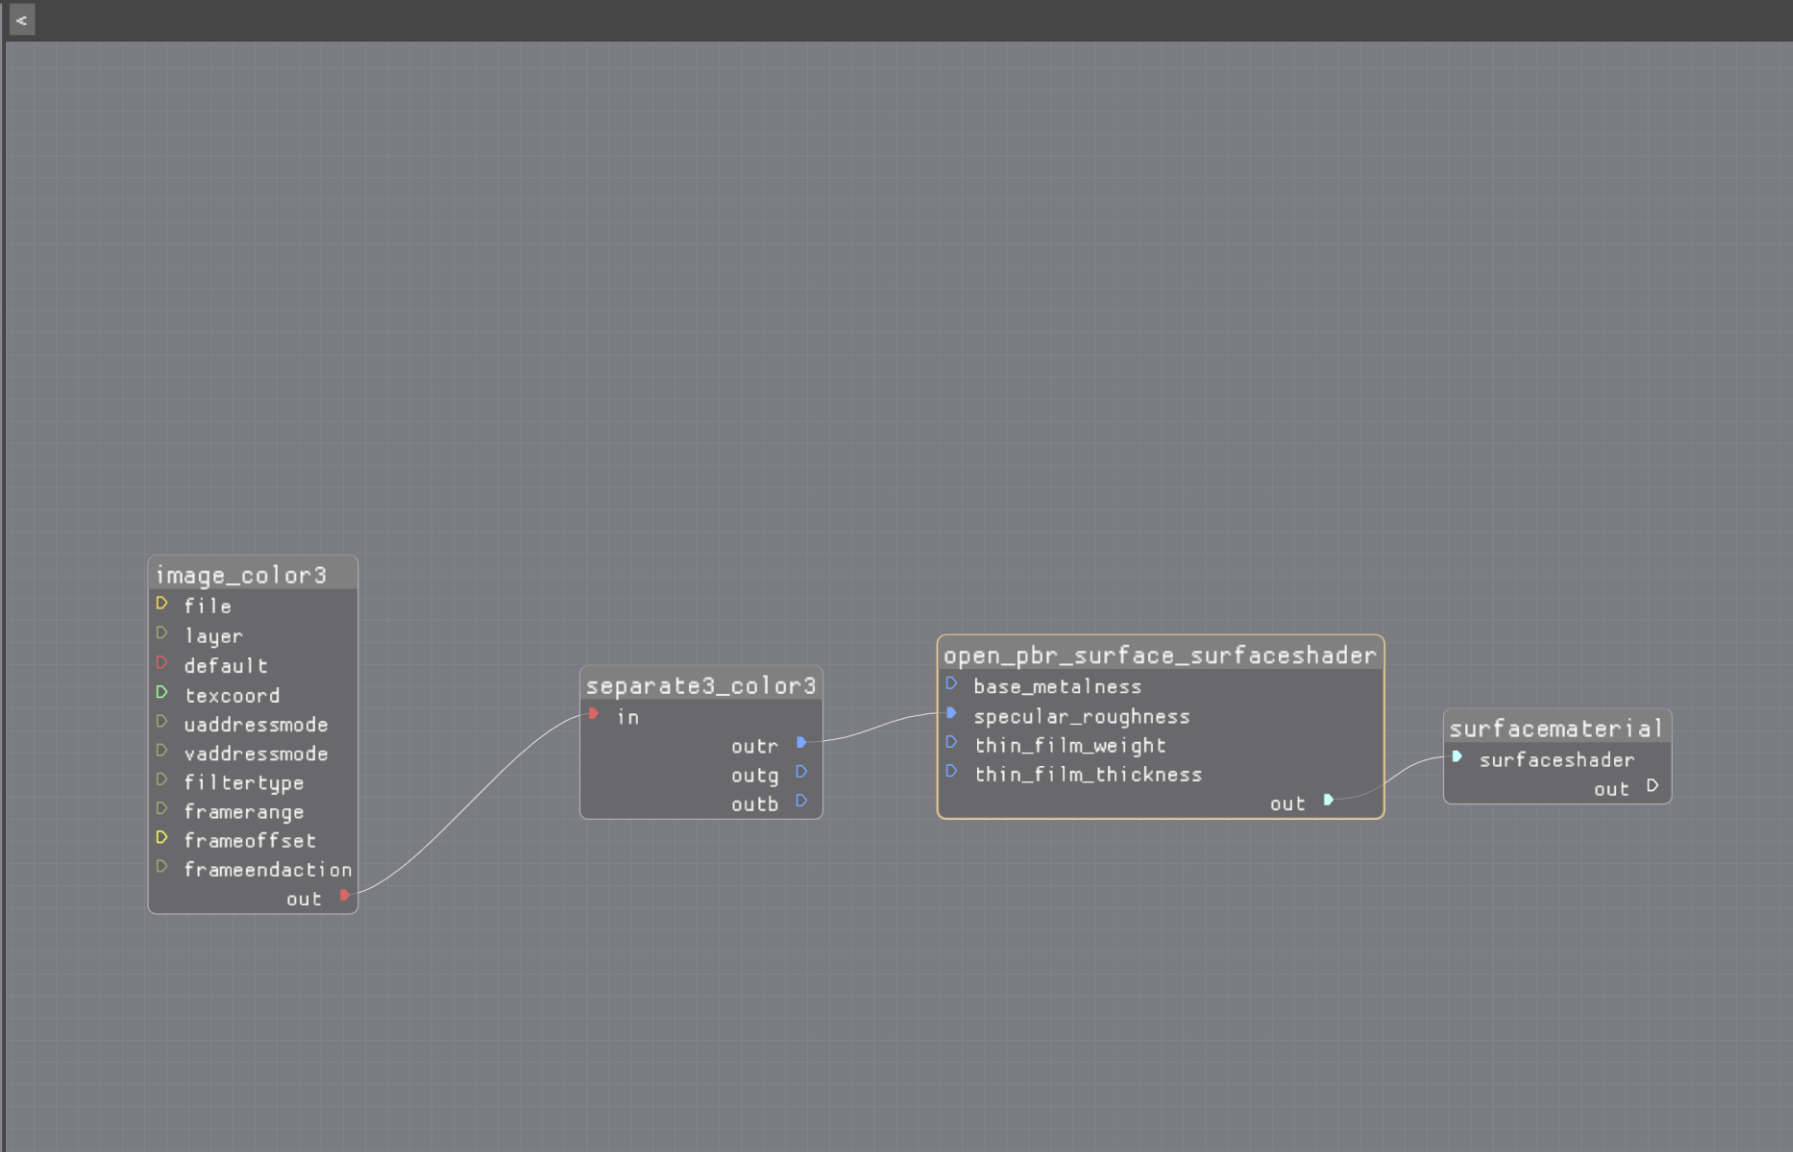 <
image_color3
file
layer
default
texcoord
uaddressmode
vaddressmode
filtertype
framerange
frameoffset
frameendaction
out
separate3_color3
in
outr
outg
outb
open_pbr_surface_surfaceshader
base_metalness
specular_roughness
thin_film_weight
thin_film_thickness
out
surfacematerial
surfaceshader
out